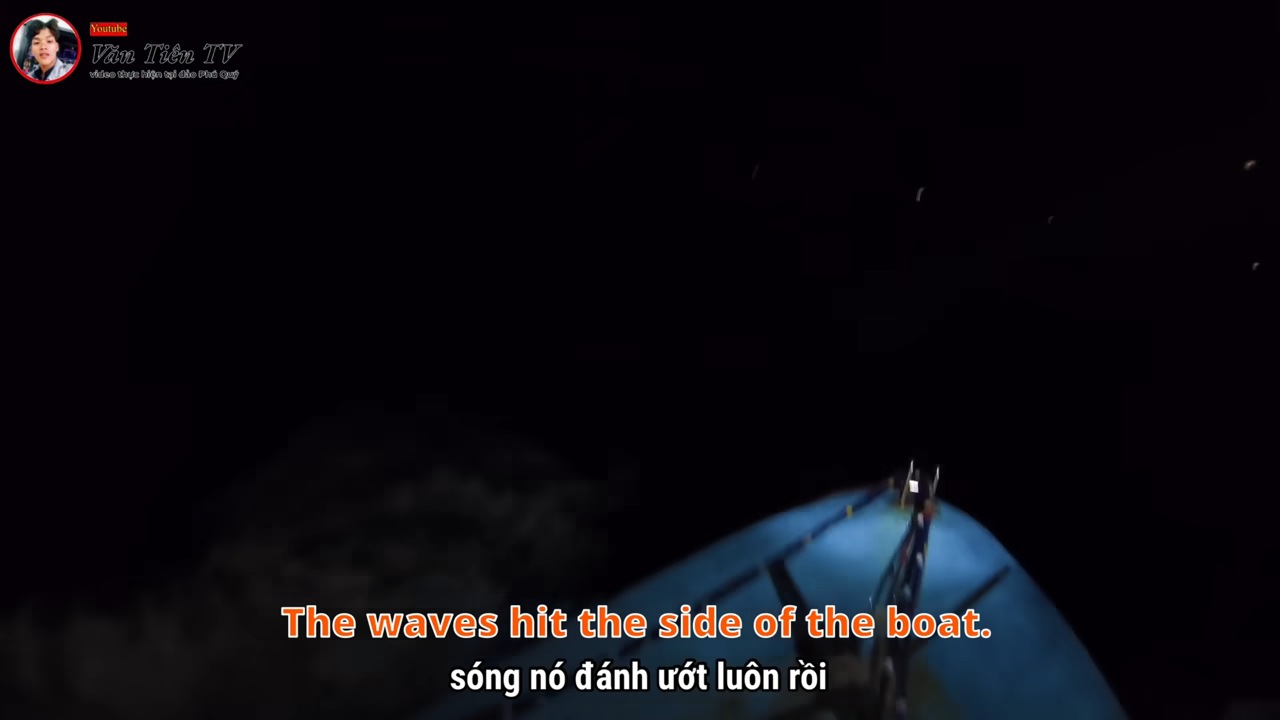 Youtube
Văn Tiên TV
video thực hiện tại đảo Phú Quý
The waves hit the side of the boat.
sóng nó đánh ướt luôn rồi